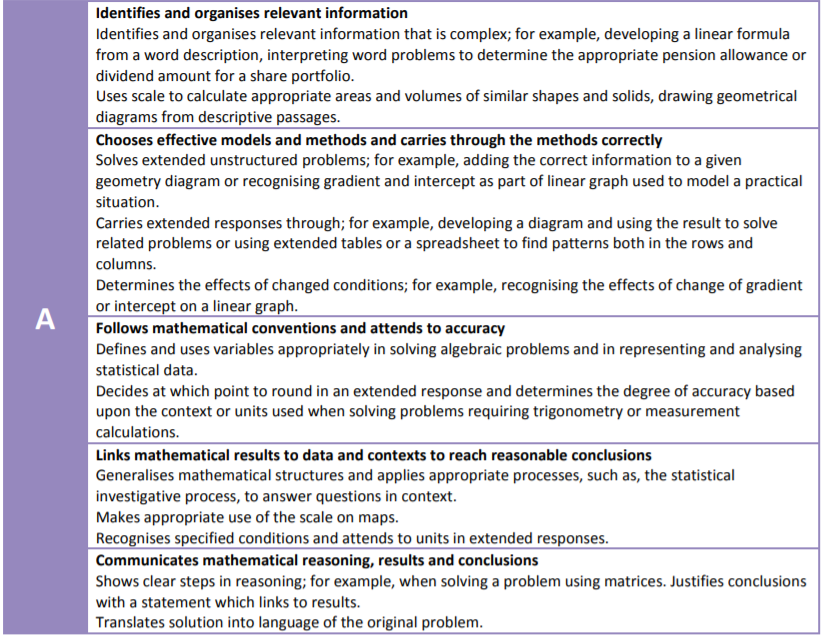 A
Identifies and organises relevant information
Identifies and organises relevant information that is complex; for example, developing a linear formula
from a word description, interpreting word problems to determine the appropriate pension allowance or
dividend amount for a share portfolio.
Uses scale to calculate appropriate areas and volumes of similar shapes and solids, drawing geometrical
diagrams from descriptive passages.
Chooses effective models and methods and carries through the methods correctly
Solves extended unstructured problems; for example, adding the correct information to a given
geometry diagram or recognising gradient and intercept as part of linear graph used to model a practical
situation.
Carries extended responses through; for example, developing a diagram and using the result to solve
related problems or using extended tables or a spreadsheet to find patterns both in the rows and
columns.
Determines the effects of changed conditions; for example, recognising the effects of change of gradient
or intercept on a linear graph.
Follows mathematical conventions and attends to accuracy
Defines and uses variables appropriately in solving algebraic problems and in representing and analysing
statistical data.
Decides at which point to round in an extended response and determines the degree of accuracy based
upon the context or units used when solving problems requiring trigonometry or measurement
calculations.
Links mathematical results to data and contexts to reach reasonable conclusions
Generalises mathematical structures and applies appropriate processes, such as, the statistical
investigative process, to answer questions in context.
Makes appropriate use of the scale on maps.
Recognises specified conditions and attends to units in extended responses.
Communicates mathematical reasoning, results and conclusions
Shows clear steps in reasoning; for example, when solving a problem using matrices. Justifies conclusions
with a statement which links to results.
Translates solution into language of the original problem.